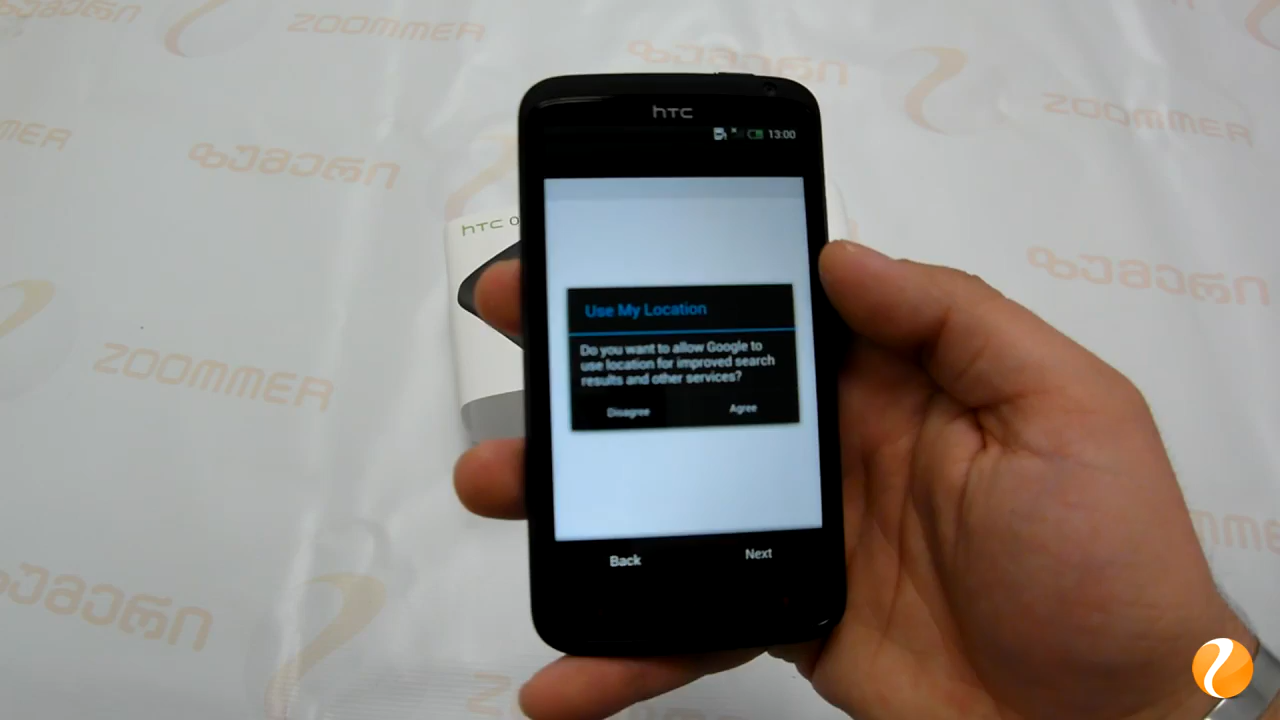 ZOOMMER
ზუმერი
ZOOMMER
ზუმერი
ZOOMMER
ზუმერი
ZOOMMER
ზუმერი
hTC
13:00
hTC O
Use My Location
Do you want to allow Google to
use location for improved search
results and other services?
Disagree
Agree
Back
Next